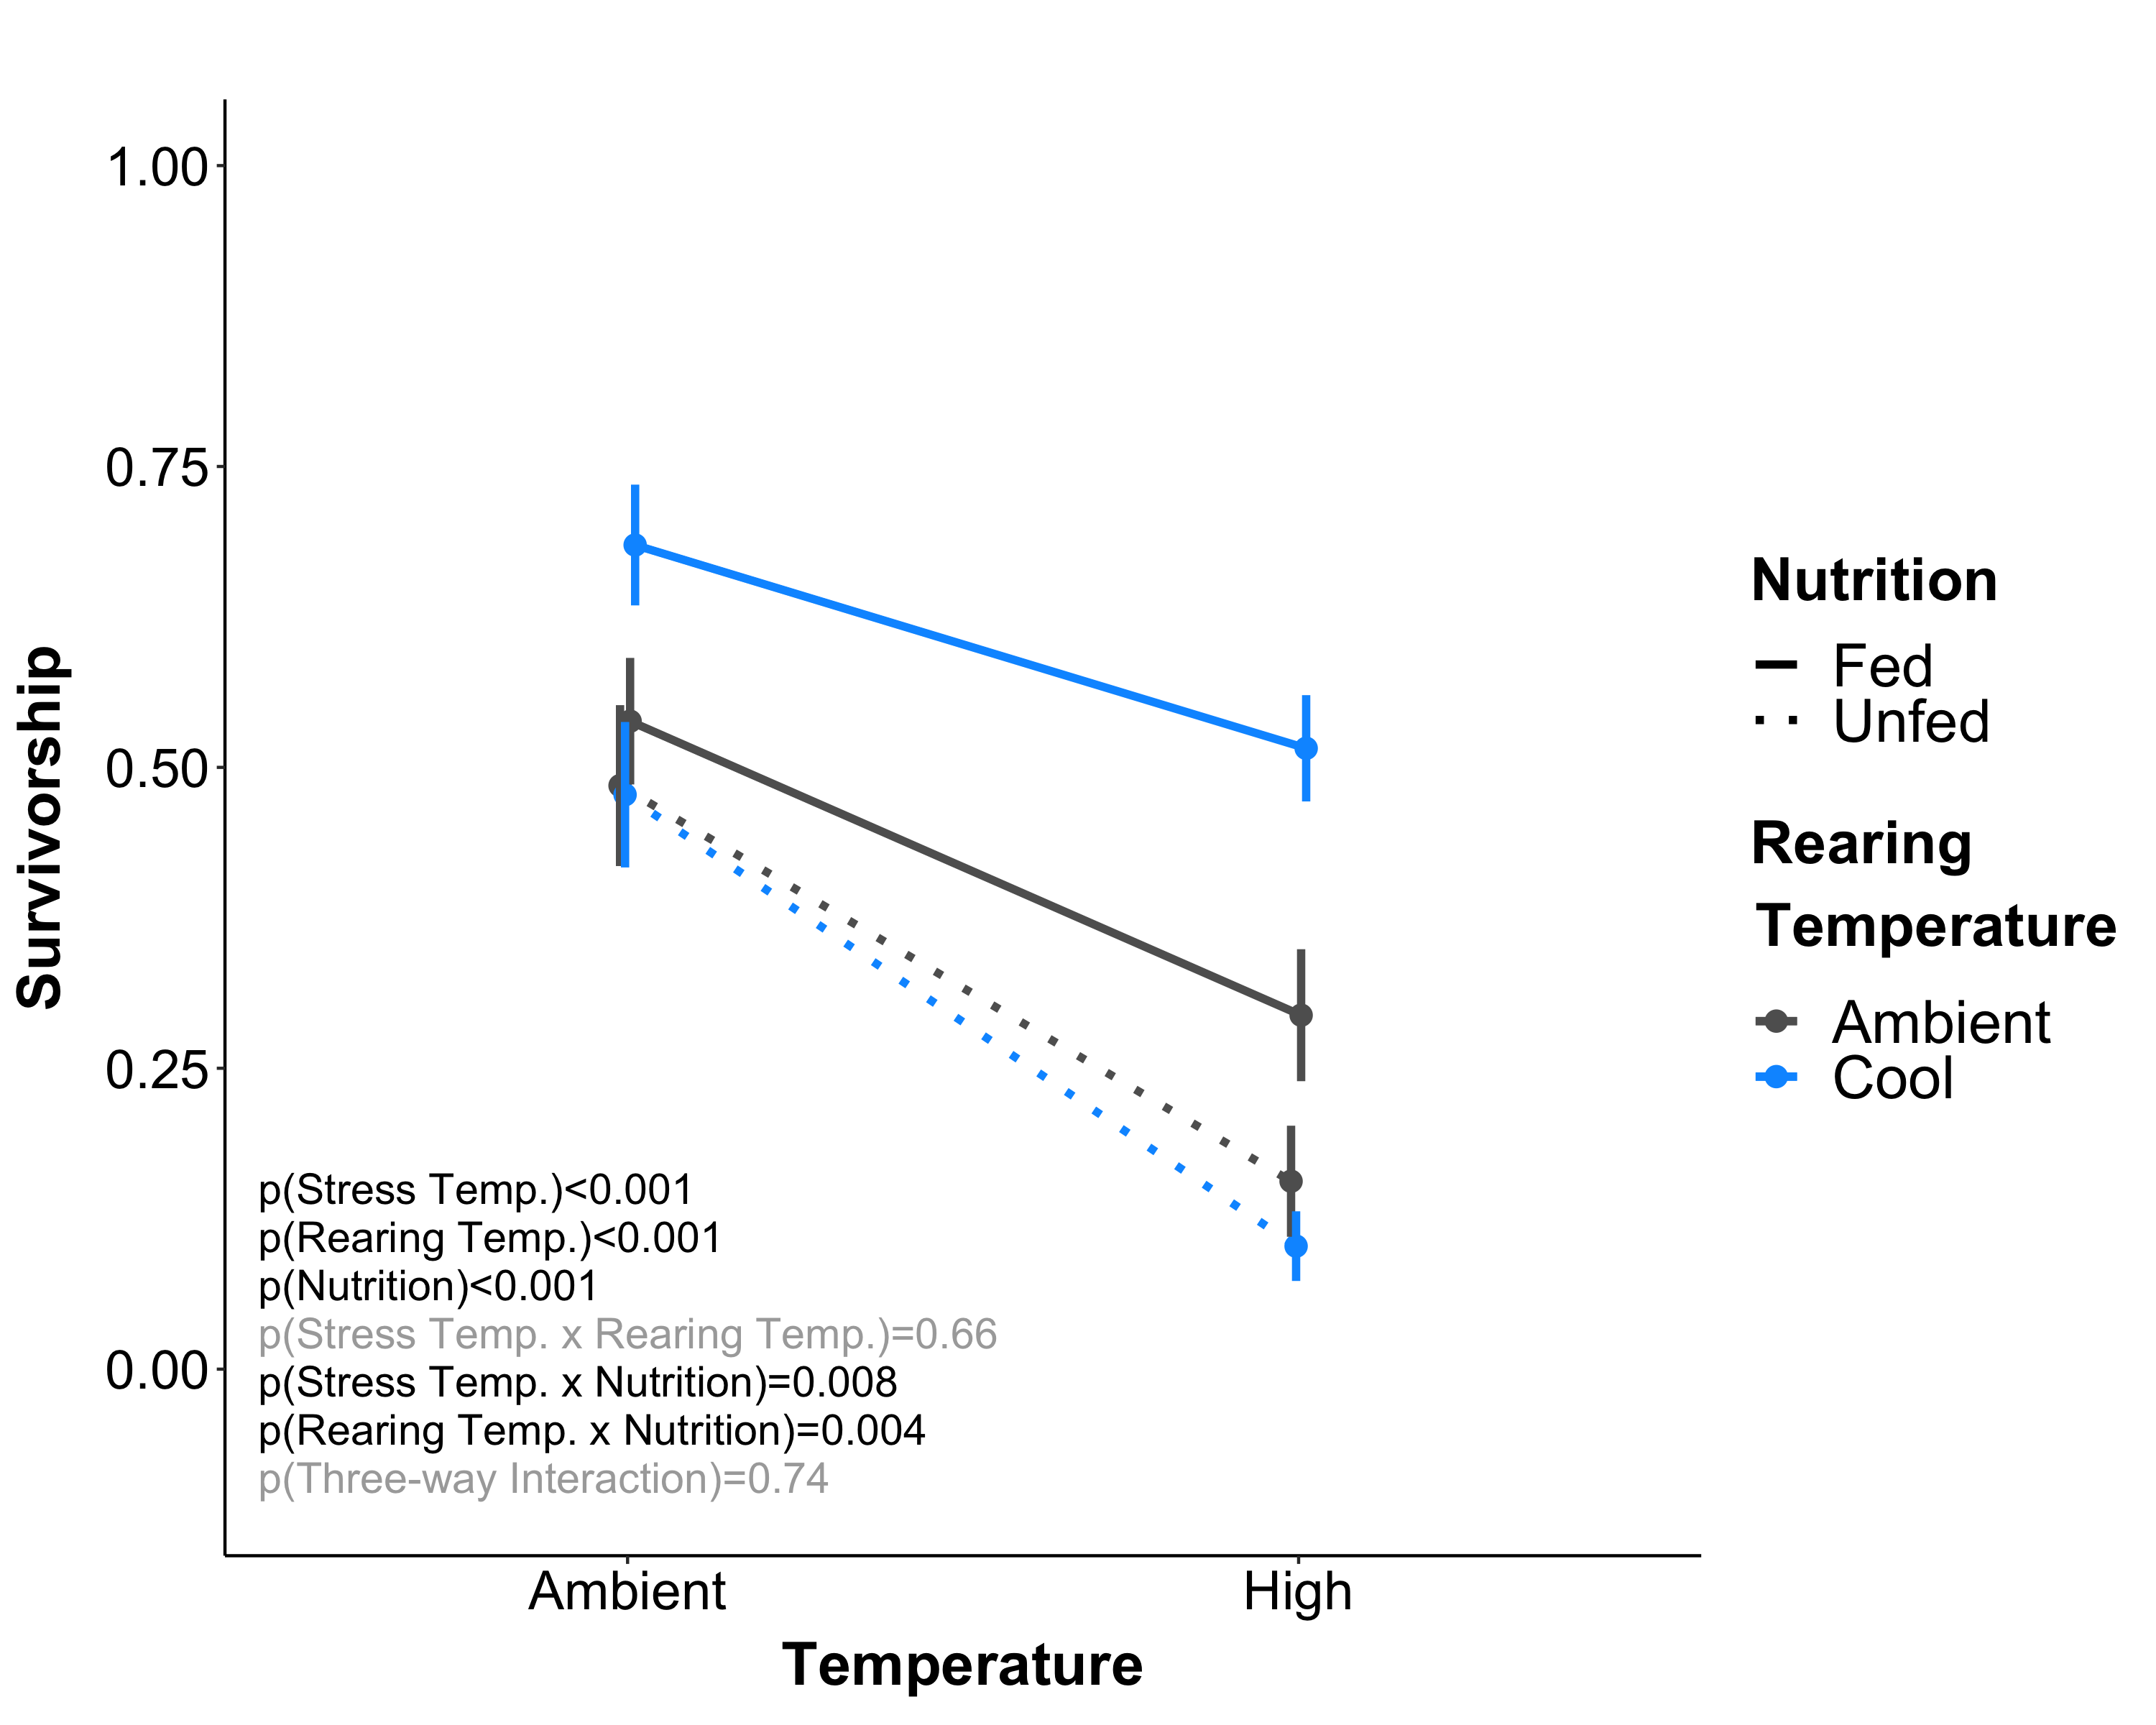 1.00
0.75
0.50
0.25
0.00
Survivorship
p(Stress Temp.)<0.001
p(Rearing Temp.)<0.001
p(Nutrition)<0.001
p(Stress Temp. x Rearing Temp.)=0.66
p(Stress Temp. x Nutrition)=0.008
p(Rearing Temp. x Nutrition)=0.004
p(Three-way Interaction)=0.74
Ambient
High
Temperature
Nutrition
Fed
Unfed
Rearing
Temperature
Ambient
Cool